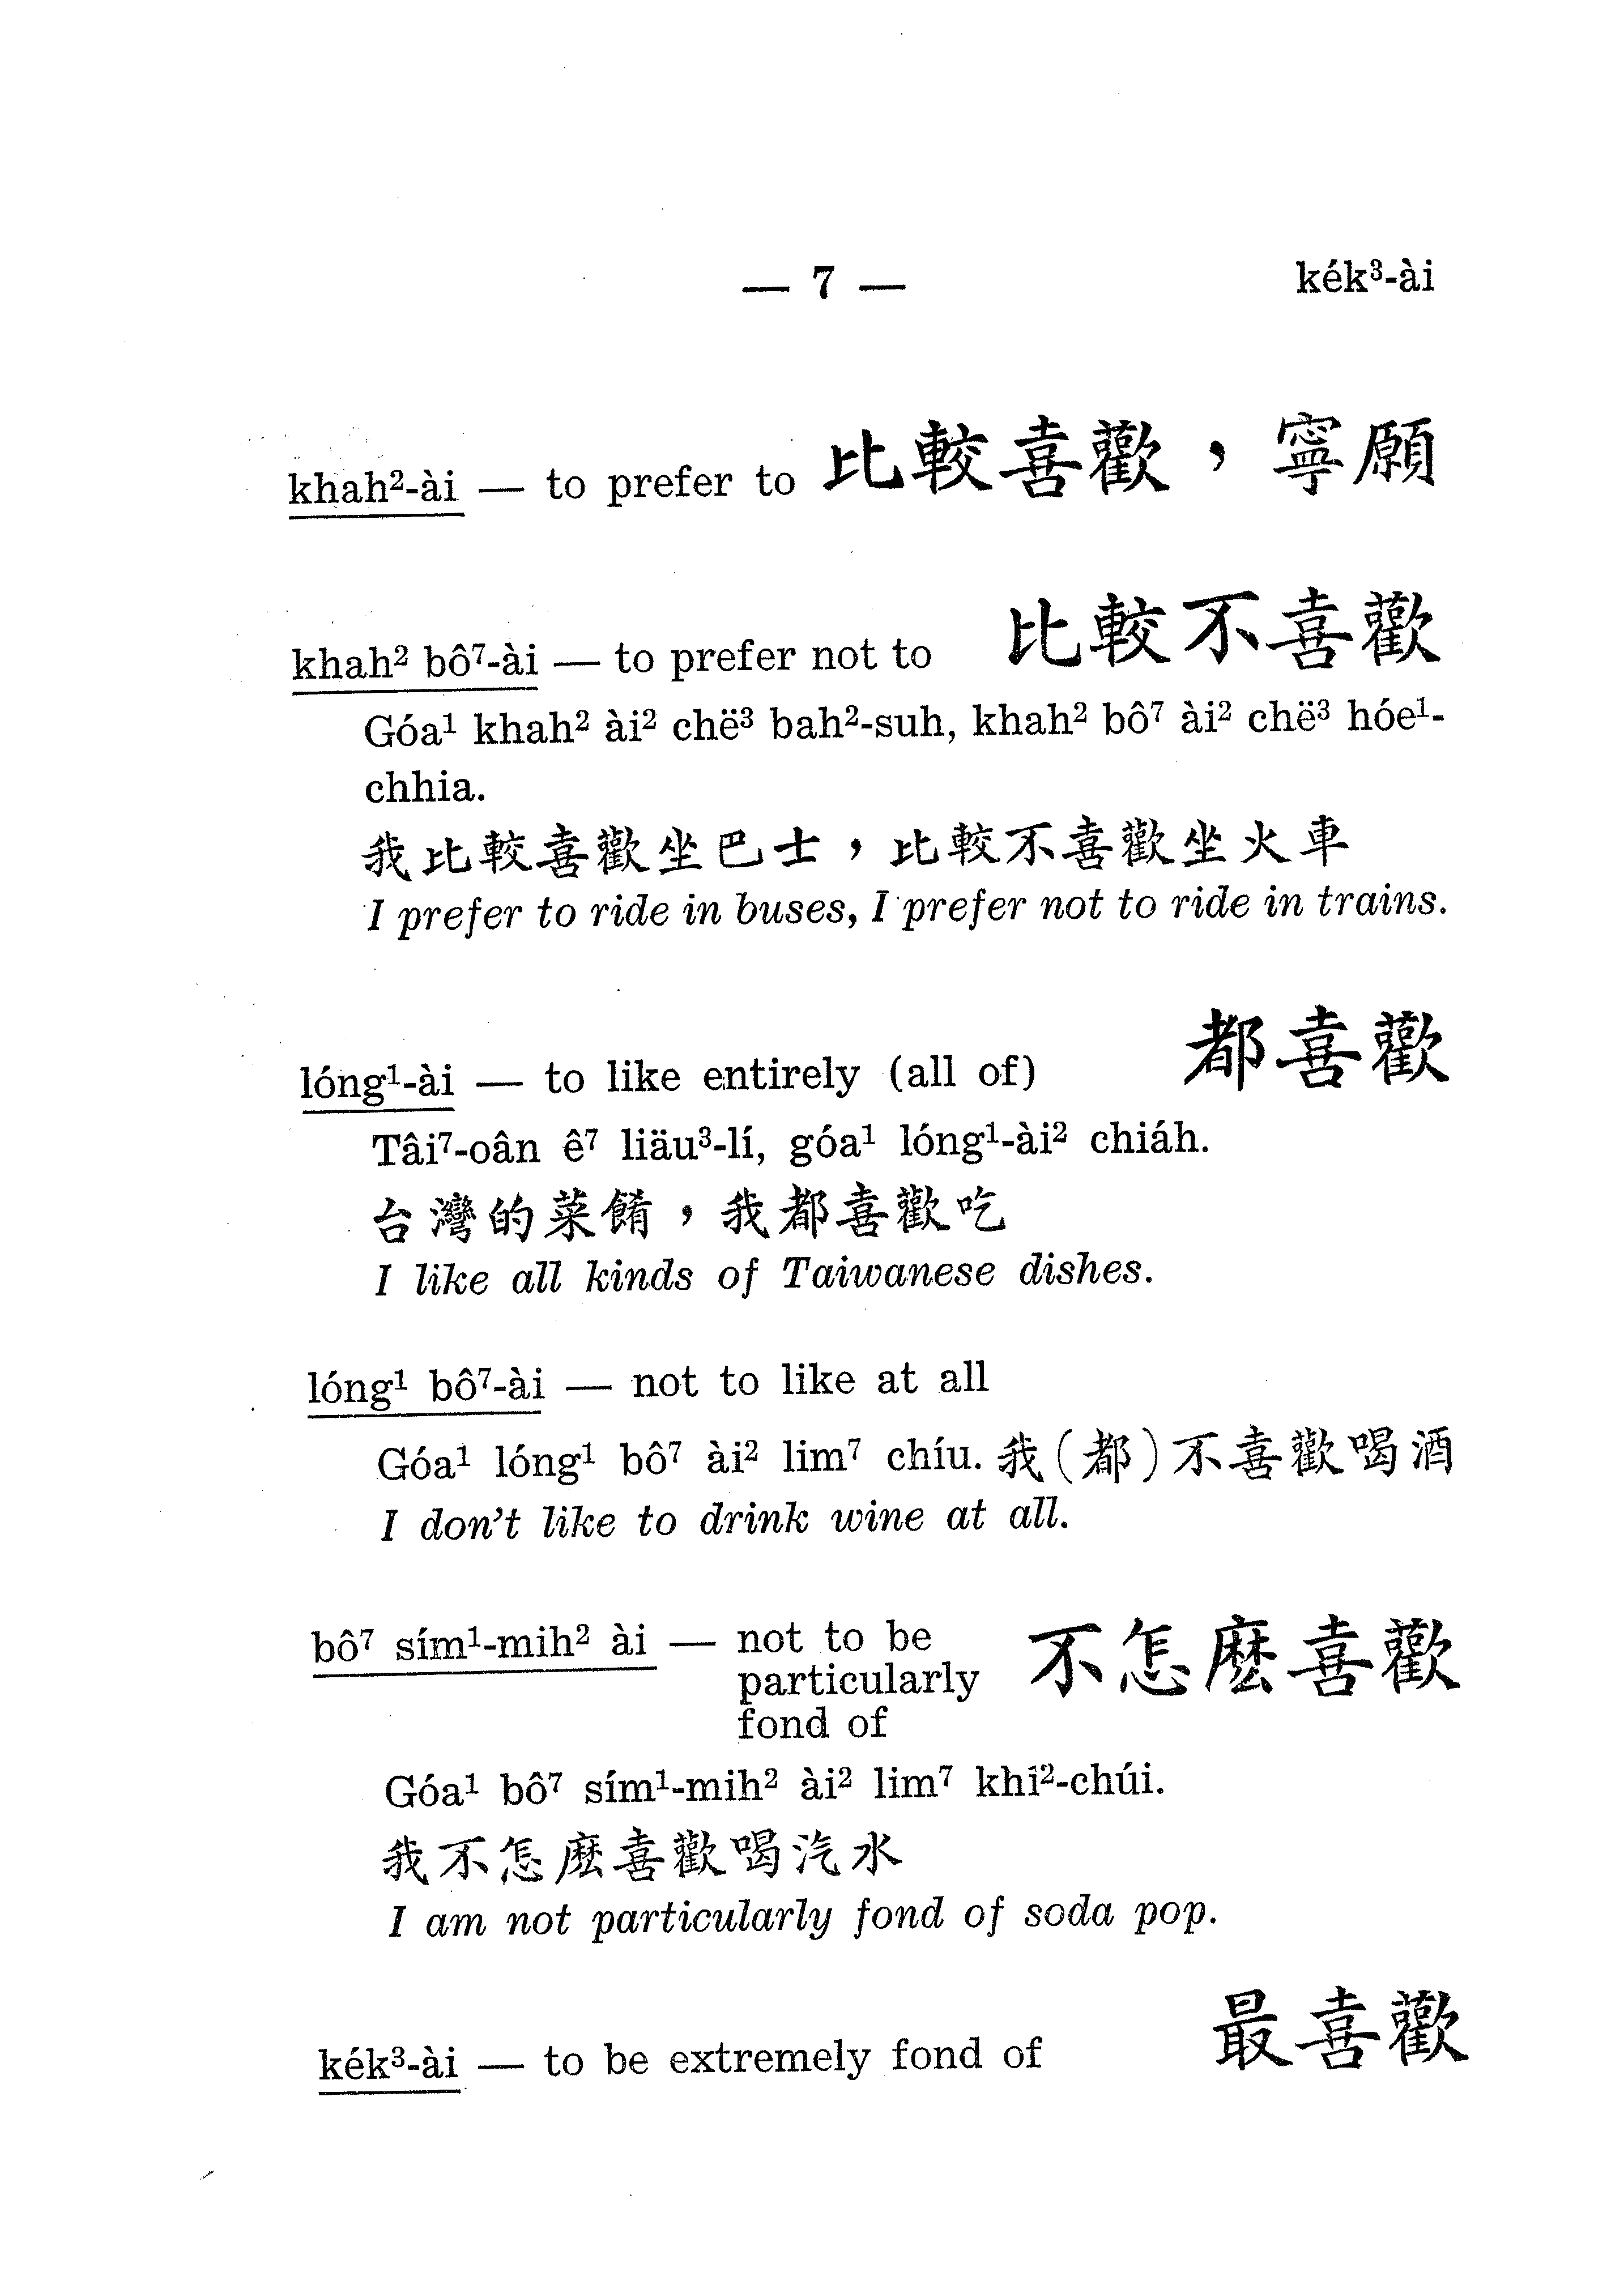 — 7 — kék³-ài
khah²-ài — to prefer to 比較喜歡，寧願
khah² bô⁷-ài — to prefer not to 比較不喜歡
Góa¹ khah² ài² chë³ bah²-suh, khah² bô⁷ ài² chë³ hóe¹-
chhia.
我比較喜歡坐巴士，比較不喜歡坐火車
I prefer to ride in buses, I prefer not to ride in trains.
lóng¹-ài — to like entirely (all of) 都喜歡
Tâi⁷-oân ê⁷ liäu³-lí, góa¹ lóng¹-ài² chiáh.
台灣的菜餚，我都喜歡吃
I like all kinds of Taiwanese dishes.
lóng¹ bô⁷-ài — not to like at all
Góa¹ lóng¹ bô⁷ ài² lim⁷ chíu. 我(都)不喜歡喝酒
I don't like to drink wine at all.
bô⁷ sím¹-mih² ài — not to be 不怎麼喜歡
particularly
fond of
Góa¹ bô⁷ sím¹-mih² ài² lim⁷ khì²-chúi.
我不怎麼喜歡喝汽水
I am not particularly fond of soda pop.
kék³-ài — to be extremely fond of 最喜歡